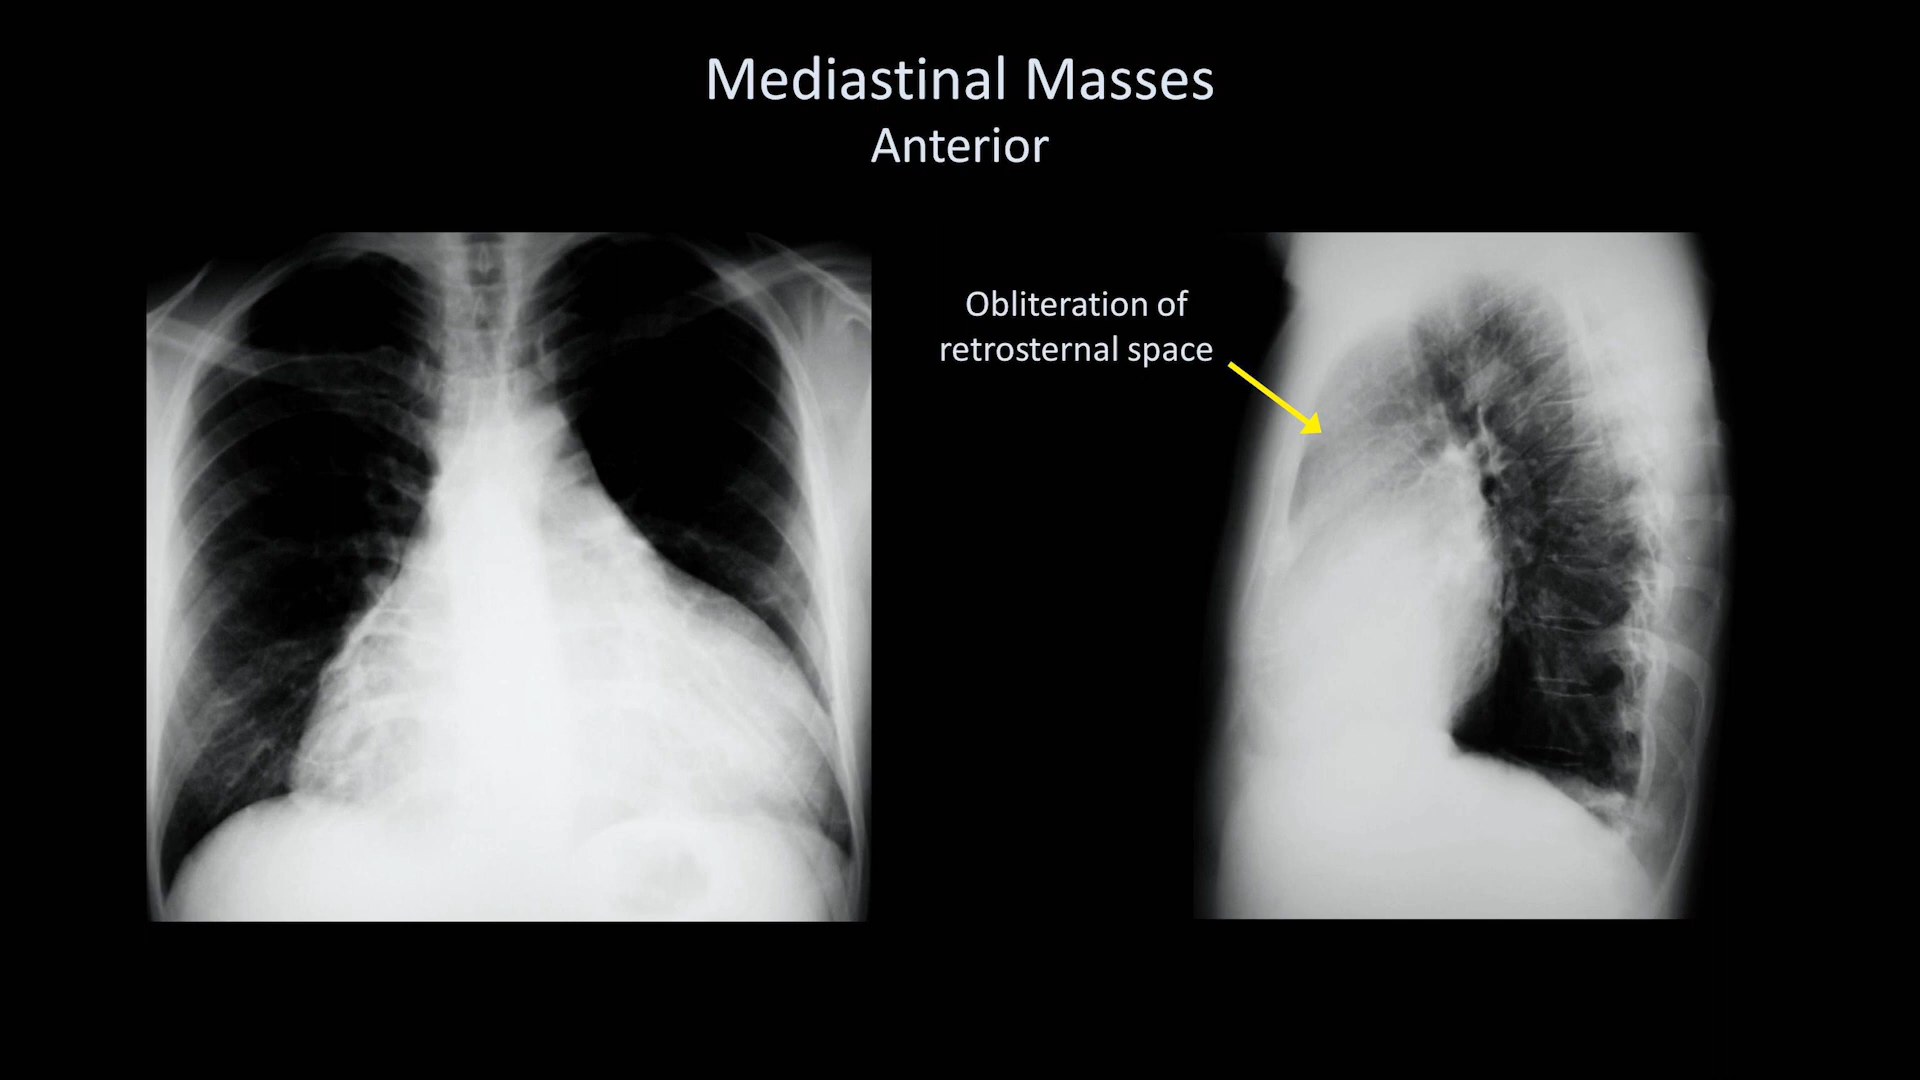 Mediastinal Masses
Anterior
Obliteration of
retrosternal space